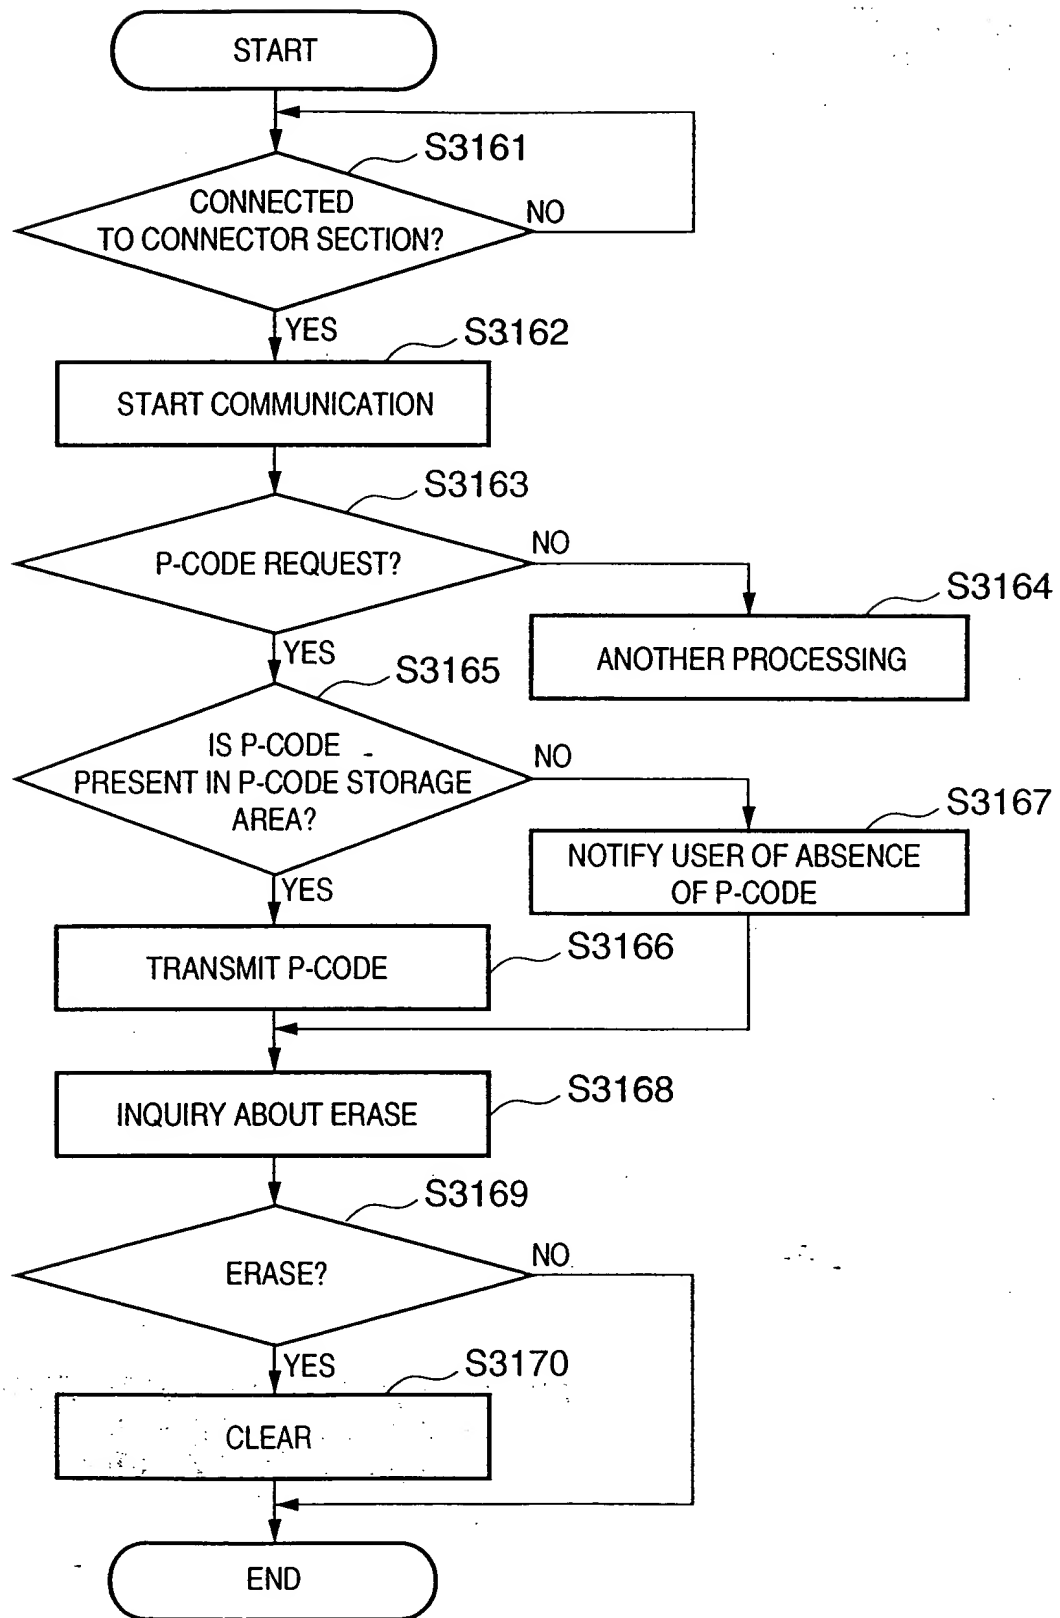 START
S3161
CONNECTED
TO CONNECTOR SECTION?
NO
YES
S3162
START COMMUNICATION
S3163
P-CODE REQUEST?
NO
S3164
ANOTHER PROCESSING
YES
S3165
IS P-CODE
PRESENT IN P-CODE STORAGE
AREA?
NO
S3167
NOTIFY USER OF ABSENCE
OF P-CODE
YES
S3166
TRANSMIT P-CODE
S3168
INQUIRY ABOUT ERASE
S3169
ERASE?
NO
YES
S3170
CLEAR
END